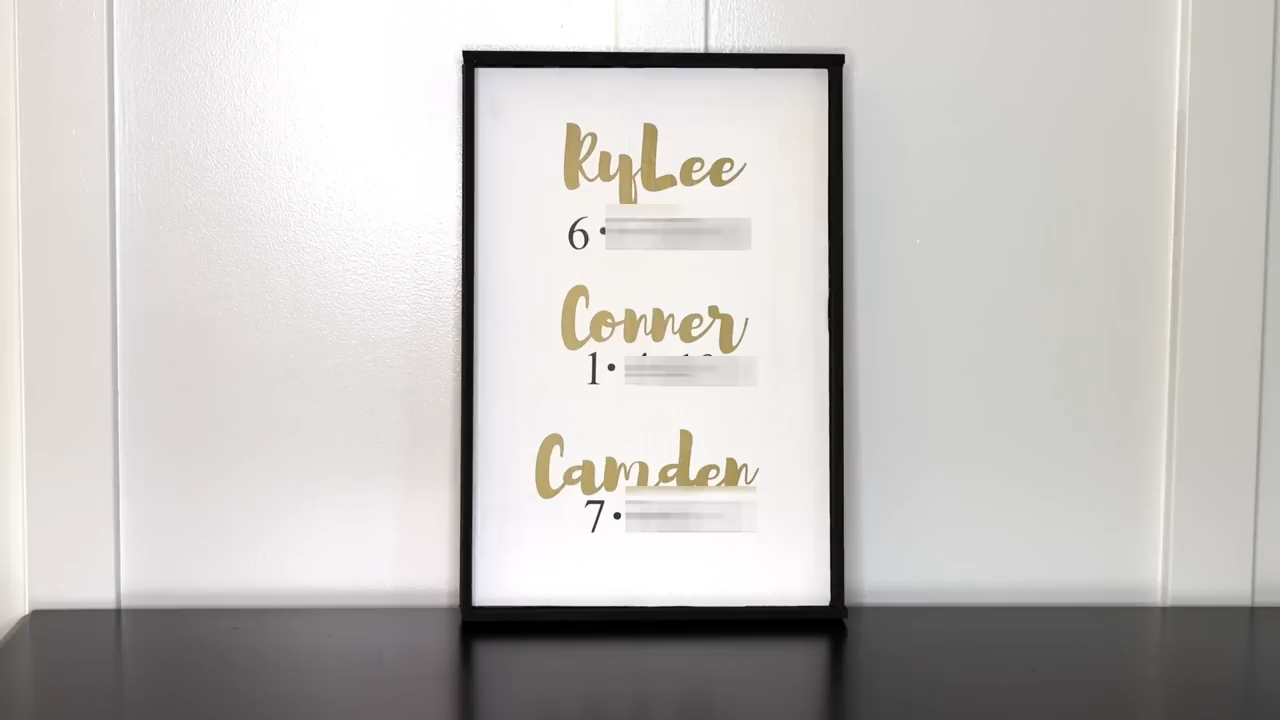 RyLee
6 •
Conner
1 •
Camden
7 •